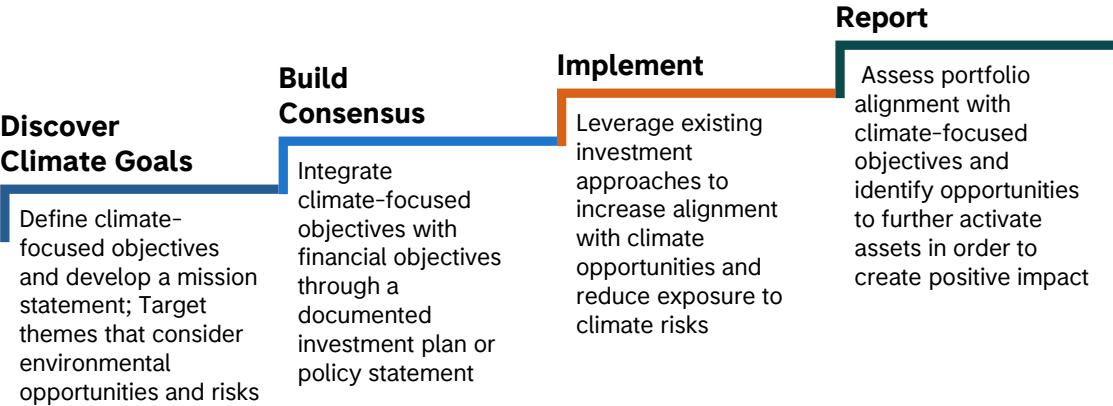 Discover
Climate Goals
Define climate-
focused objectives
and develop a mission
statement; Target
themes that consider
environmental
opportunities and risks
Build
Consensus
Integrate
climate-focused
objectives with
financial objectives
through a
documented
investment plan or
policy statement
Implement
Leverage existing
investment
approaches to
increase alignment
with climate
opportunities and
reduce exposure to
climate risks
Report
Assess portfolio
alignment with
climate-focused
objectives and
identify opportunities
to further activate
assets in order to
create positive impact